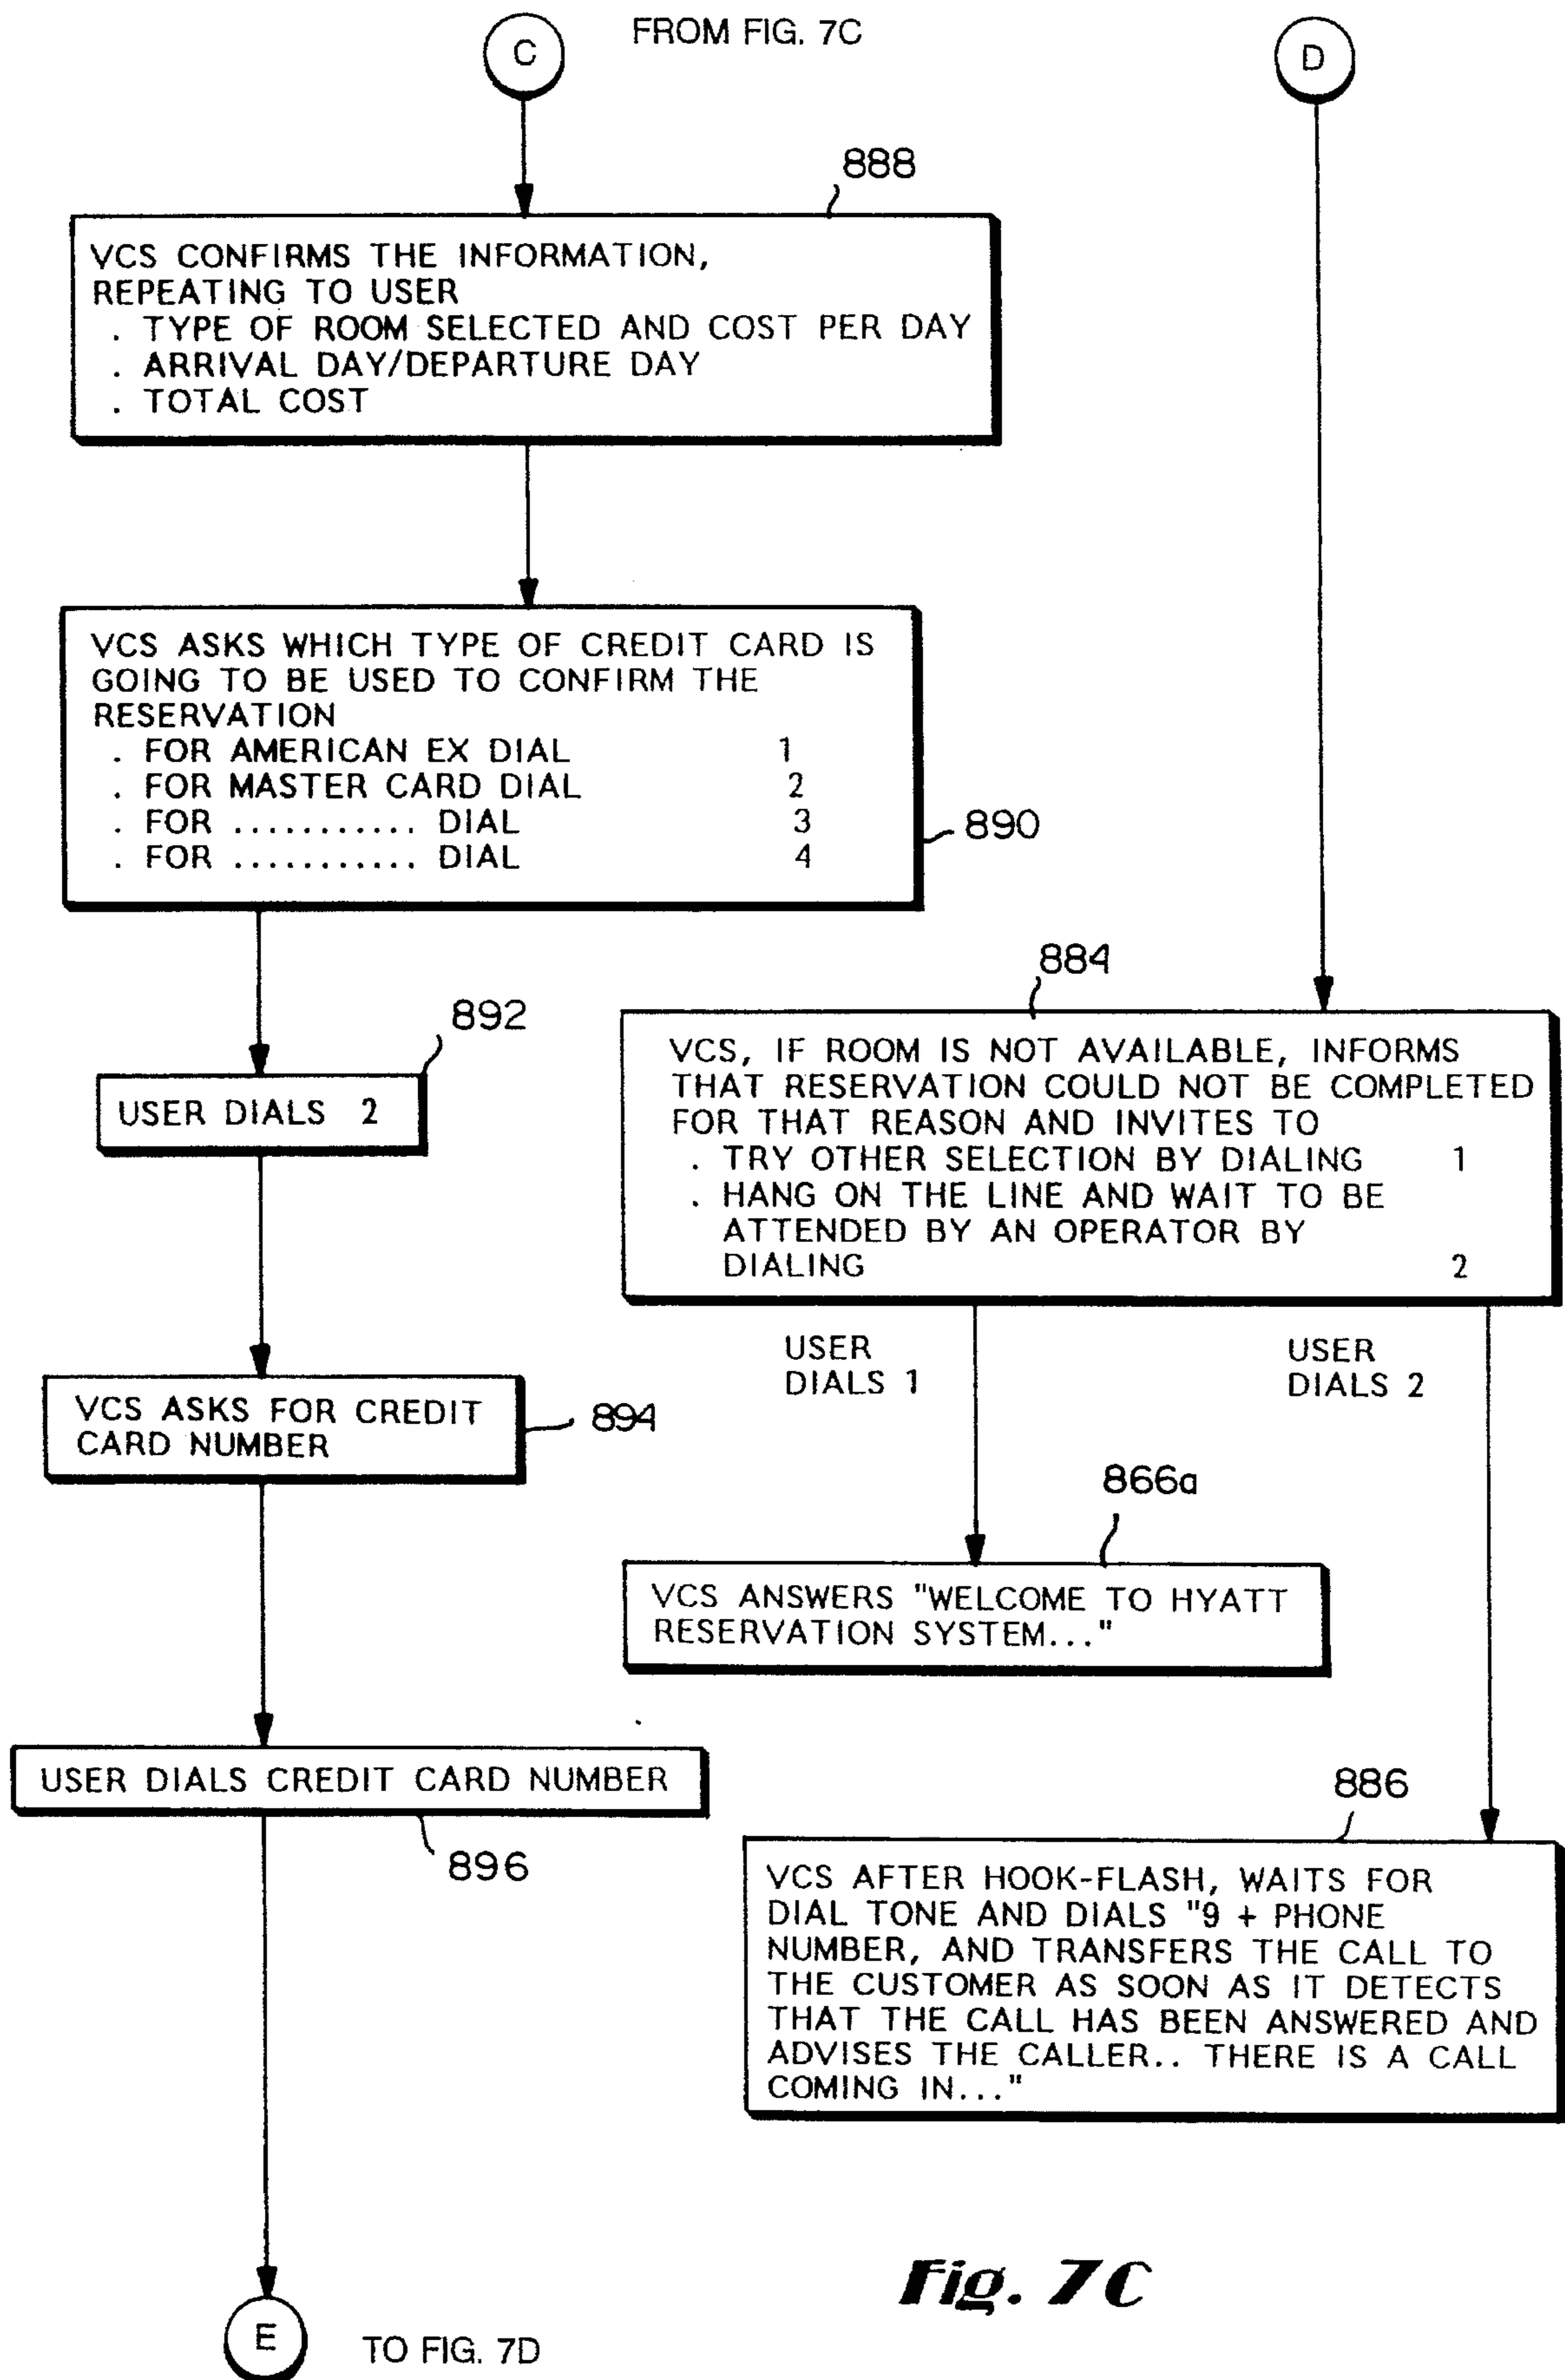 C
FROM FIG. 7C
D
888
VCS CONFIRMS THE INFORMATION,
REPEATING TO USER
. TYPE OF ROOM SELECTED AND COST PER DAY
. ARRIVAL DAY/DEPARTURE DAY
. TOTAL COST
VCS ASKS WHICH TYPE OF CREDIT CARD IS
GOING TO BE USED TO CONFIRM THE
RESERVATION
. FOR AMERICAN EX DIAL 1
. FOR MASTER CARD DIAL 2
. FOR ........... DIAL 3
. FOR ........... DIAL 4
890
892
USER DIALS 2
884
VCS, IF ROOM IS NOT AVAILABLE, INFORMS
THAT RESERVATION COULD NOT BE COMPLETED
FOR THAT REASON AND INVITES TO
. TRY OTHER SELECTION BY DIALING 1
. HANG ON THE LINE AND WAIT TO BE
ATTENDED BY AN OPERATOR BY
DIALING 2
USER
DIALS 1
USER
DIALS 2
VCS ASKS FOR CREDIT
CARD NUMBER
894
866a
VCS ANSWERS "WELCOME TO HYATT
RESERVATION SYSTEM..."
USER DIALS CREDIT CARD NUMBER
896
886
VCS AFTER HOOK-FLASH, WAITS FOR
DIAL TONE AND DIALS "9 + PHONE
NUMBER, AND TRANSFERS THE CALL TO
THE CUSTOMER AS SOON AS IT DETECTS
THAT THE CALL HAS BEEN ANSWERED AND
ADVISES THE CALLER.. THERE IS A CALL
COMING IN..."
Fig. 7C
E
TO FIG. 7D